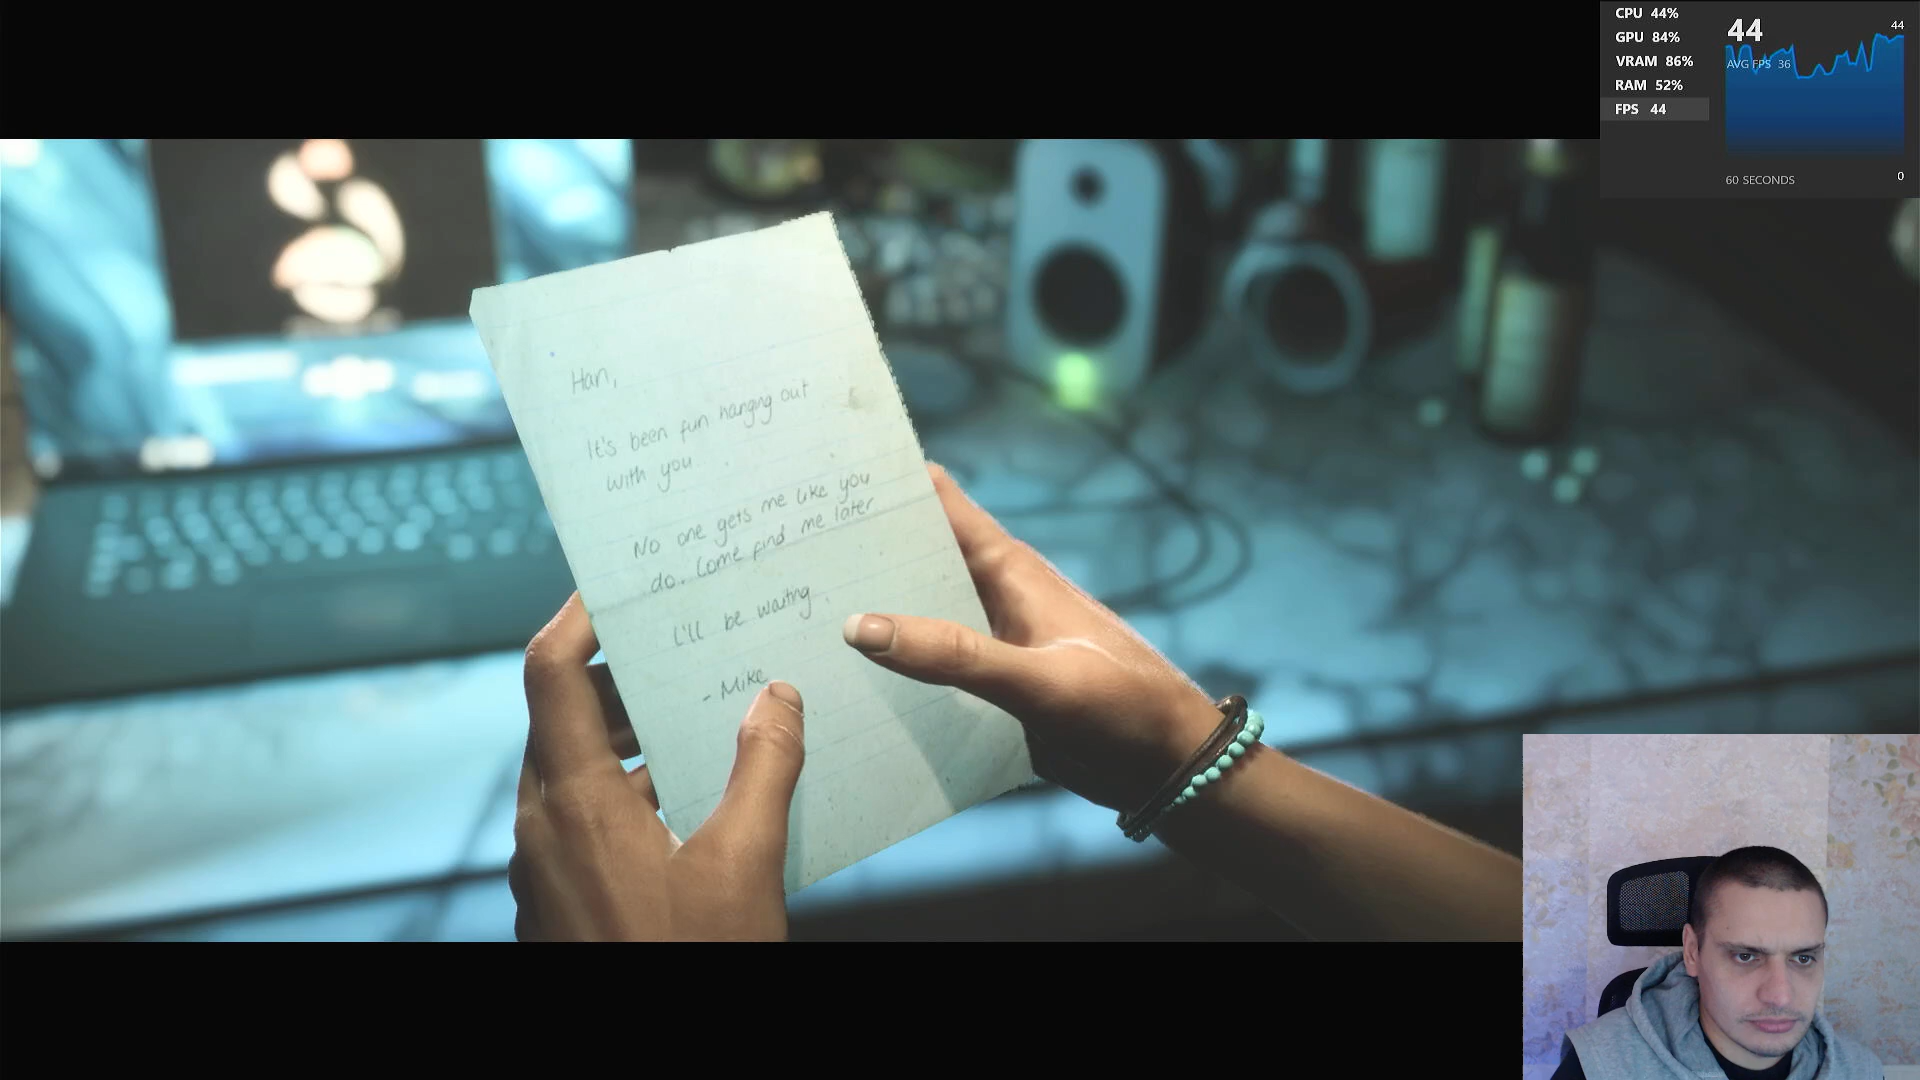 CPU 44%
GPU 84%
VRAM 86%
RAM 52%
FPS 44
44
44
AVG FPS 36
60 SECONDS
0
Han,
It's been fun hanging out
with you.
No one gets me like you
do. Come find me later.
I'll be waiting.
- Mike